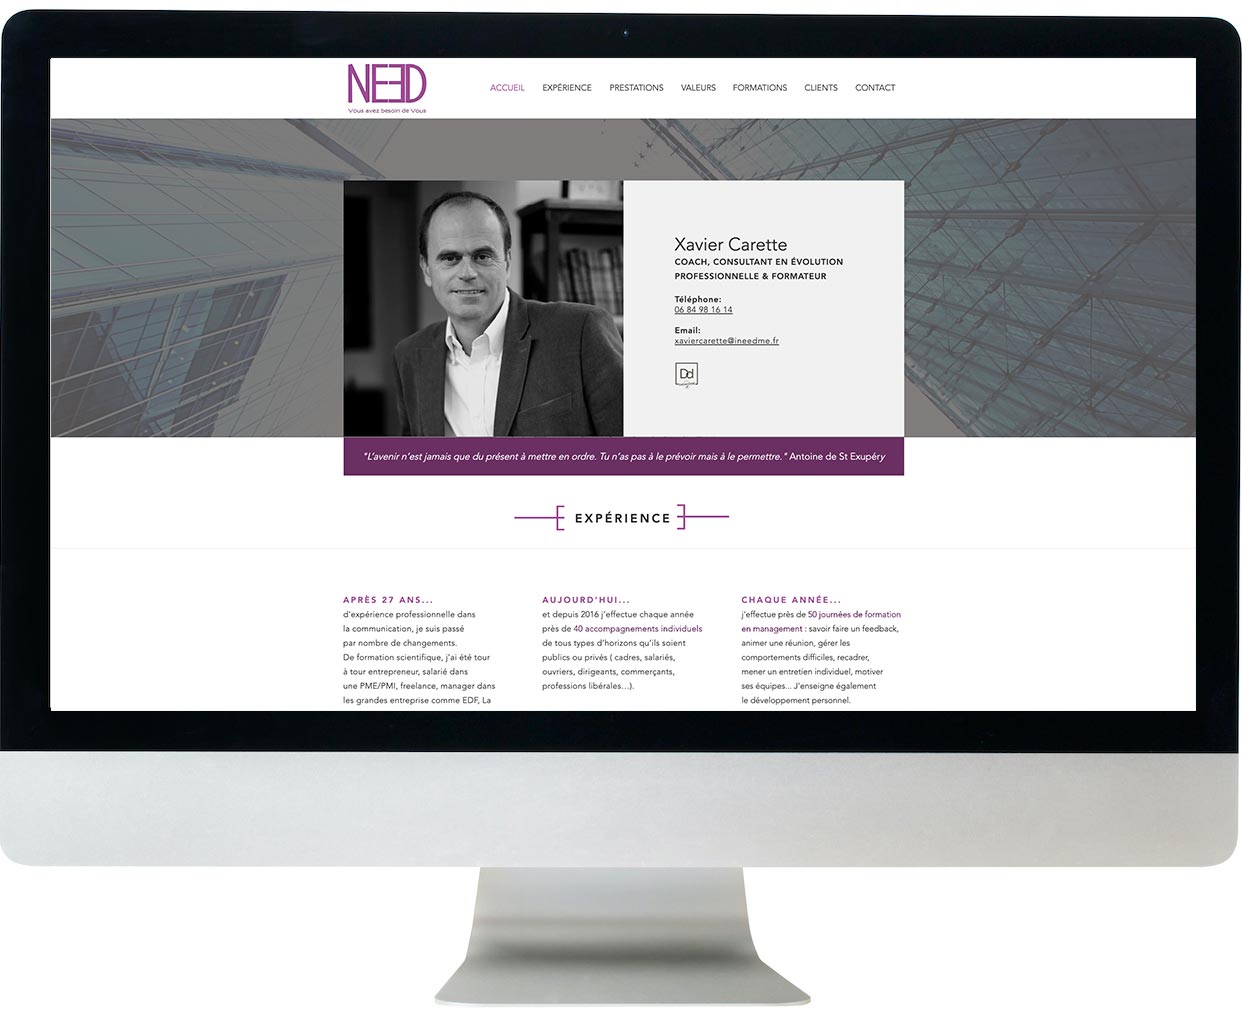 NEED
Vous avez besoin de Vous
ACCUEIL EXPÉRIENCE PRESTATIONS VALEURS FORMATIONS CLIENTS CONTACT
Xavier Carette
COACH, CONSULTANT EN ÉVOLUTION
PROFESSIONNELLE & FORMATEUR
Téléphone:
06 84 98 16 14
Email:
xaviercarette@ineedme.fr
Dd
"L'avenir n'est jamais que du présent à mettre en ordre. Tu n'as pas à le prévoir mais à le permettre." Antoine de St Exupéry
EXPÉRIENCE
APRÈS 27 ANS...
d'expérience professionnelle dans
la communication, je suis passé
par nombre de changements.
De formation scientifique, j'ai été tour
à tour entrepreneur, salarié dans
une PME/PMI, freelance, manager dans
les grandes entreprise comme EDF, La
AUJOURD'HUI...
et depuis 2016 j'effectue chaque année
près de 40 accompagnements individuels
de tous types d'horizons qu'ils soient
publics ou privés ( cadres, salariés,
ouvriers, dirigeants, commerçants,
professions libérales...).
CHAQUE ANNÉE...
j'effectue près de 50 journées de formation
en management : savoir faire un feedback,
animer une réunion, gérer les
comportements difficiles, recadrer,
mener un entretien individuel, motiver
ses équipes... J'enseigne également
le développement personnel.